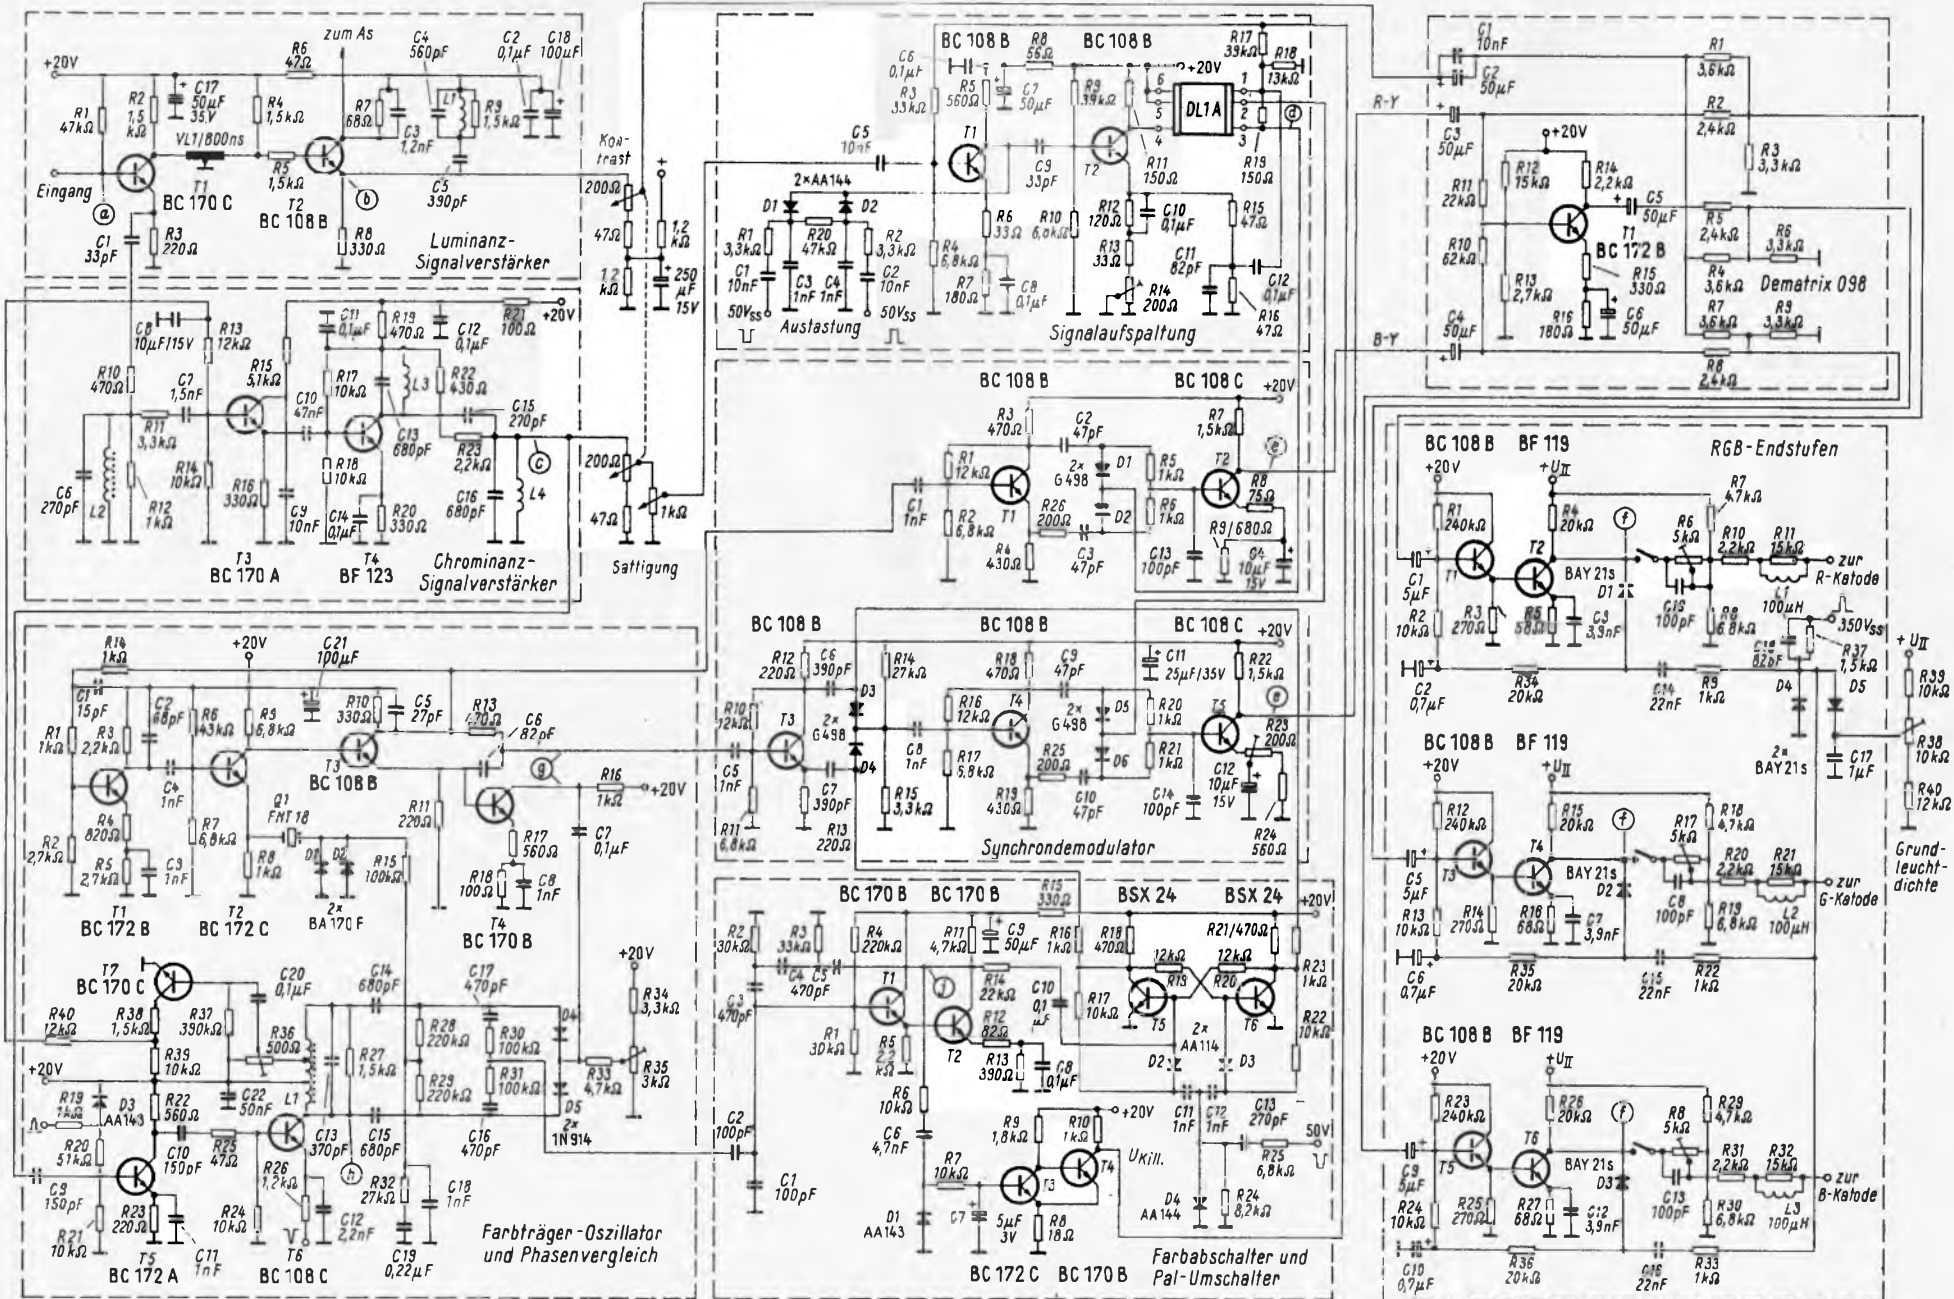 zum As
+20V
R6
47Ω
C4
560pF
C2
0,1µF
C18
100µF
R1
47kΩ
R2
1,5
kΩ
C17
50µF
35V
R4
1,5kΩ
R7
68Ω
C3
1,2nF
L1
R9
1,5kΩ
VL1/800ns
R5
1,5kΩ
C5
390pF
Eingang
a
T1
BC 170 C
T2
BC 108 B
b
C1
33pF
R3
220Ω
R8
330Ω
Luminanz-
Signalverstärker
Kon-
trast
200Ω
47Ω
1,2
kΩ
1,2
kΩ
250
µF
15V
C8
10µF/15V
R13
12kΩ
C11
0,1µF
R19
470Ω
C12
0,1µF
R21
100Ω
+20V
R10
470Ω
C7
1,5nF
R15
5,1kΩ
C10
47nF
R17
10kΩ
L3
R22
430Ω
C15
270pF
R11
3,3kΩ
C13
680pF
R23
2,2kΩ
c
C6
270pF
L2
R12
1kΩ
R14
10kΩ
R16
330Ω
C9
10nF
R18
10kΩ
C14
0,1µF
R20
330Ω
C16
680pF
L4
T3
BC 170 A
T4
BF 123
Chrominanz-
Signalverstärker
200Ω
47Ω
1kΩ
Sättigung
BC 108 B
R8
56Ω
BC 108 B
R17
39kΩ
R18
13kΩ
C6
0,1µF
R5
560Ω
C7
50µF
R9
39kΩ
+20V
6
5
4
1
2
3
DL1A
d
R3
33kΩ
C5
10nF
T1
C9
33pF
T2
R11
150Ω
R19
150Ω
2×AA144
D1
D2
R1
3,3kΩ
R20
47kΩ
R2
3,3kΩ
C1
10nF
C3
1nF
C4
1nF
C2
10nF
50Vss
Austastung
50Vss
R4
6,8kΩ
R6
33Ω
R7
180Ω
C8
0,1µF
R10
6,8kΩ
R12
120Ω
C10
0,1µF
R13
33Ω
R14
200Ω
R15
47Ω
C11
82pF
C12
0,1µF
R16
47Ω
Signalaufspaltung
C1
10nF
C2
50µF
R-Y
C3
50µF
R1
3,6kΩ
R2
2,4kΩ
R3
3,3kΩ
+20V
R11
22kΩ
R12
15kΩ
R14
2,2kΩ
C5
50µF
T1
BC 172 B
R5
2,4kΩ
R6
3,3kΩ
R4
3,6kΩ
Dematrix 098
R10
62kΩ
R13
2,7kΩ
R15
330Ω
R16
180Ω
C6
50µF
R7
3,6kΩ
R9
3,3kΩ
B-Y
C4
50µF
R8
2,4kΩ
BC 108 B
BC 108 C
+20V
R3
470Ω
C2
47pF
R7
1,5kΩ
e
R1
12kΩ
2×
G498
D1
R5
1kΩ
T2
R8
75Ω
C1
1nF
R2
6,8kΩ
T1
R26
200Ω
D2
R6
1kΩ
R9/680Ω
R4
430Ω
C3
47pF
C13
100pF
C4
10µF
15V
BC 108 B
BC 108 B
BC 108 C
+20V
R12
220Ω
C6
390pF
R14
27kΩ
R18
470Ω
C9
47pF
C11
25µF/35V
R22
1,5kΩ
e
R10
12kΩ
T3
D3
2×
G498
D4
R16
12kΩ
T4
2×
G498
D5
D6
R20
1kΩ
T5
R23
200Ω
C5
1nF
C8
1nF
R17
6,8kΩ
R25
200Ω
R21
1kΩ
R11
6,8kΩ
C7
390pF
R13
220Ω
R15
3,3kΩ
R19
430Ω
C10
47pF
C14
100pF
C12
10µF
15V
R24
560Ω
Synchrondemodulator
R14
1kΩ
+20V
C21
100µF
C1
15pF
C2
68pF
R6
43kΩ
R9
6,8kΩ
R10
330Ω
C5
27pF
R13
470Ω
C6
82pF
R1
1kΩ
R3
2,2kΩ
T3
BC 108 B
g
R16
1kΩ
+20V
C4
1nF
R2
2,7kΩ
R4
820Ω
R5
2,7kΩ
C3
1nF
R7
6,8kΩ
Q1
FMT 18
R8
1kΩ
D1
D2
2×
BA170F
R15
100kΩ
R11
220Ω
R17
560Ω
R18
100Ω
C8
1nF
C7
0,1µF
T1
BC 172 B
T2
BC 172 C
T4
BC 170 B
T7
BC 170 C
C20
0,1µF
C14
680pF
C17
470pF
R34
3,3kΩ
R40
12kΩ
R38
1,5kΩ
R37
390kΩ
R36
500Ω
R28
220kΩ
R30
100kΩ
D4
R39
10kΩ
R27
1,5kΩ
R33
4,7kΩ
R35
3kΩ
+20V
L1
R29
220kΩ
R31
100kΩ
R19
1kΩ
D3
AA143
R22
560Ω
C22
50nF
D5
2×
1N914
R20
51kΩ
C10
150pF
R25
47Ω
C13
370pF
C15
680pF
C16
470pF
h
C9
150pF
R26
1,2kΩ
R32
27kΩ
C18
1nF
R21
10kΩ
R23
220Ω
C11
1nF
R24
10kΩ
C12
2,2nF
C19
0,22µF
T5
BC 172 A
T6
BC 108 C
Farbträger-Oszillator
und Phasenvergleich
BC 170 B
BC 170 B
R15
330Ω
BSX 24
BSX 24
+20V
R2
30kΩ
R3
33kΩ
R4
220kΩ
R11
4,7kΩ
C9
50µF
R16
1kΩ
R18
470Ω
R21/470Ω
12kΩ
R19
12kΩ
R20
R23
1kΩ
C4
C5
470pF
T1
j
R14
22kΩ
C10
0,1
µF
R17
10kΩ
T5
T6
C3
470pF
R1
30kΩ
R5
2,2
kΩ
T2
R12
82Ω
R13
390Ω
C8
0,1µF
2×
AA114
D2
D3
R22
10kΩ
C2
100pF
R6
10kΩ
C6
4,7nF
R9
1,8kΩ
R10
1kΩ
+20V
C11
1nF
C12
1nF
C13
270pF
50V
C1
100pF
R7
10kΩ
T3
T4
UKill.
R25
6,8kΩ
D1
AA143
C7
5µF
3V
R8
18Ω
D4
AA144
R24
8,2kΩ
BC 172 C
BC 170 B
Farbabschalter und
Pal-Umschalter
BC 108 B
BF 119
RGB-Endstufen
+20V
+UII
R7
4,7kΩ
R1
240kΩ
R4
20kΩ
f
R6
5kΩ
R10
2,2kΩ
R11
15kΩ
zur
R-Katode
T1
T2
BAY 21s
D1
L1
100µH
C1
5µF
R2
10kΩ
R3
270Ω
R5
58Ω
C3
3,9nF
100pF
R8
6,8kΩ
350Vss
82pF
R37
1,5kΩ
+UII
C2
0,7µF
R34
20kΩ
C14
22nF
R9
1kΩ
D4
D5
R39
10kΩ
2×
BAY 21s
C17
1µF
R38
10kΩ
R40
12kΩ
Grund-
leucht-
dichte
BC 108 B
BF 119
+20V
+UII
R12
240kΩ
R15
20kΩ
f
R17
5kΩ
R18
4,7kΩ
T3
T4
BAY 21s
D2
R20
2,2kΩ
R21
15kΩ
zur
G-Katode
C5
5µF
R13
10kΩ
R14
270Ω
R16
68Ω
C7
3,9nF
C8
100pF
R19
6,8kΩ
L2
100µH
C6
0,7µF
R35
20kΩ
C15
22nF
R22
1kΩ
BC 108 B
BF 119
+20V
+UII
R23
240kΩ
R26
20kΩ
f
R8
5kΩ
R29
4,7kΩ
T5
T6
BAY 21s
D3
R31
2,2kΩ
R32
15kΩ
zur
B-Katode
C9
5µF
R24
10kΩ
R25
270Ω
R27
68Ω
C12
3,9nF
C13
100pF
R30
6,8kΩ
L3
100µH
C10
0,7µF
R36
20kΩ
C16
22nF
R33
1kΩ